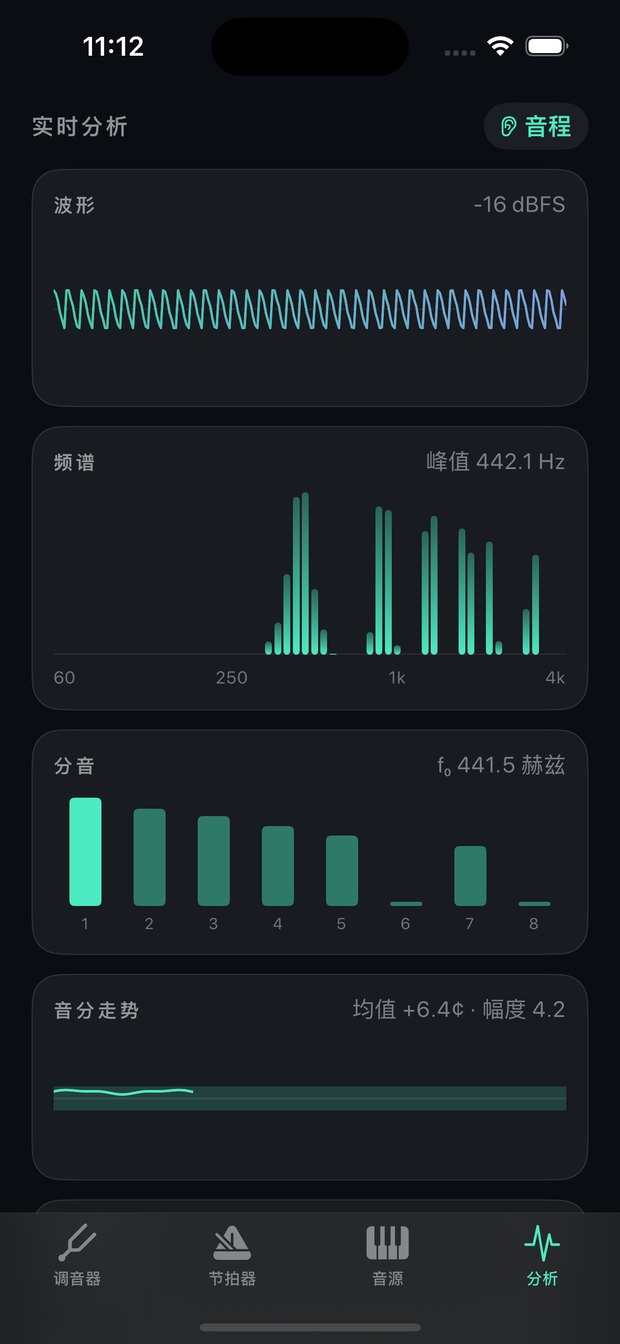 11:12
实时分析
音程
波形
-16 dBFS
频谱
峰值 442.1 Hz
60 250 1k 4k
分音
f₀ 441.5 赫兹
1 2 3 4 5 6 7 8
音分走势
均值 +6.4¢ · 幅度 4.2
调音器 节拍器 音源 分析